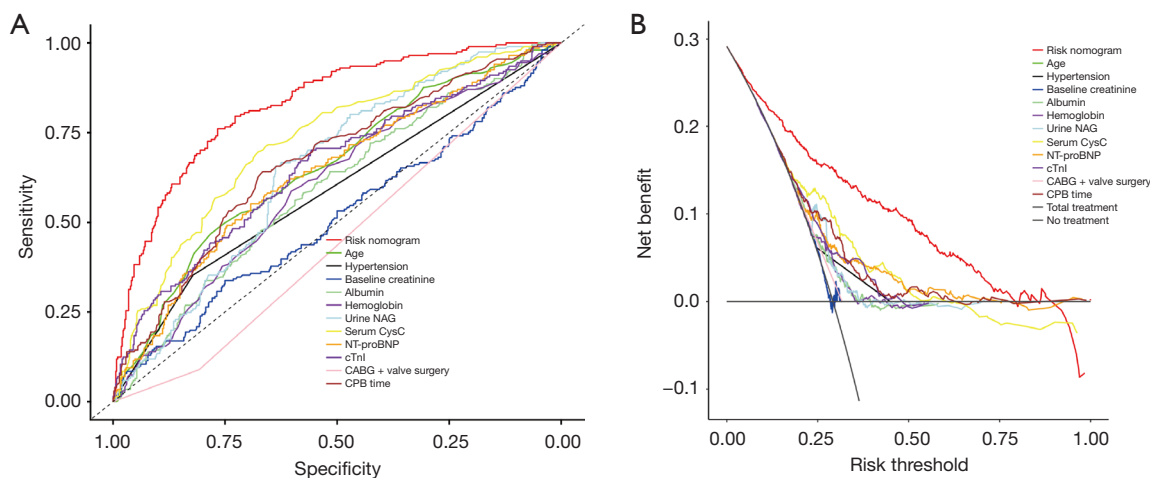 A
1.00
0.75
0.50
0.25
0.00
Sensitivity
Risk nomogram
Age
Hypertension
Baseline creatinine
Albumin
Hemoglobin
Urine NAG
Serum CysC
NT-proBNP
cTnI
CABG + valve surgery
CPB time
1.00
0.75
0.50
0.25
0.00
Specificity
B
0.3
0.2
0.1
0.0
−0.1
Net benefit
Risk nomogram
Age
Hypertension
Baseline creatinine
Albumin
Hemoglobin
Urine NAG
Serum CysC
NT-proBNP
cTnI
CABG + valve surgery
CPB time
Total treatment
No treatment
0.00
0.25
0.50
0.75
1.00
Risk threshold